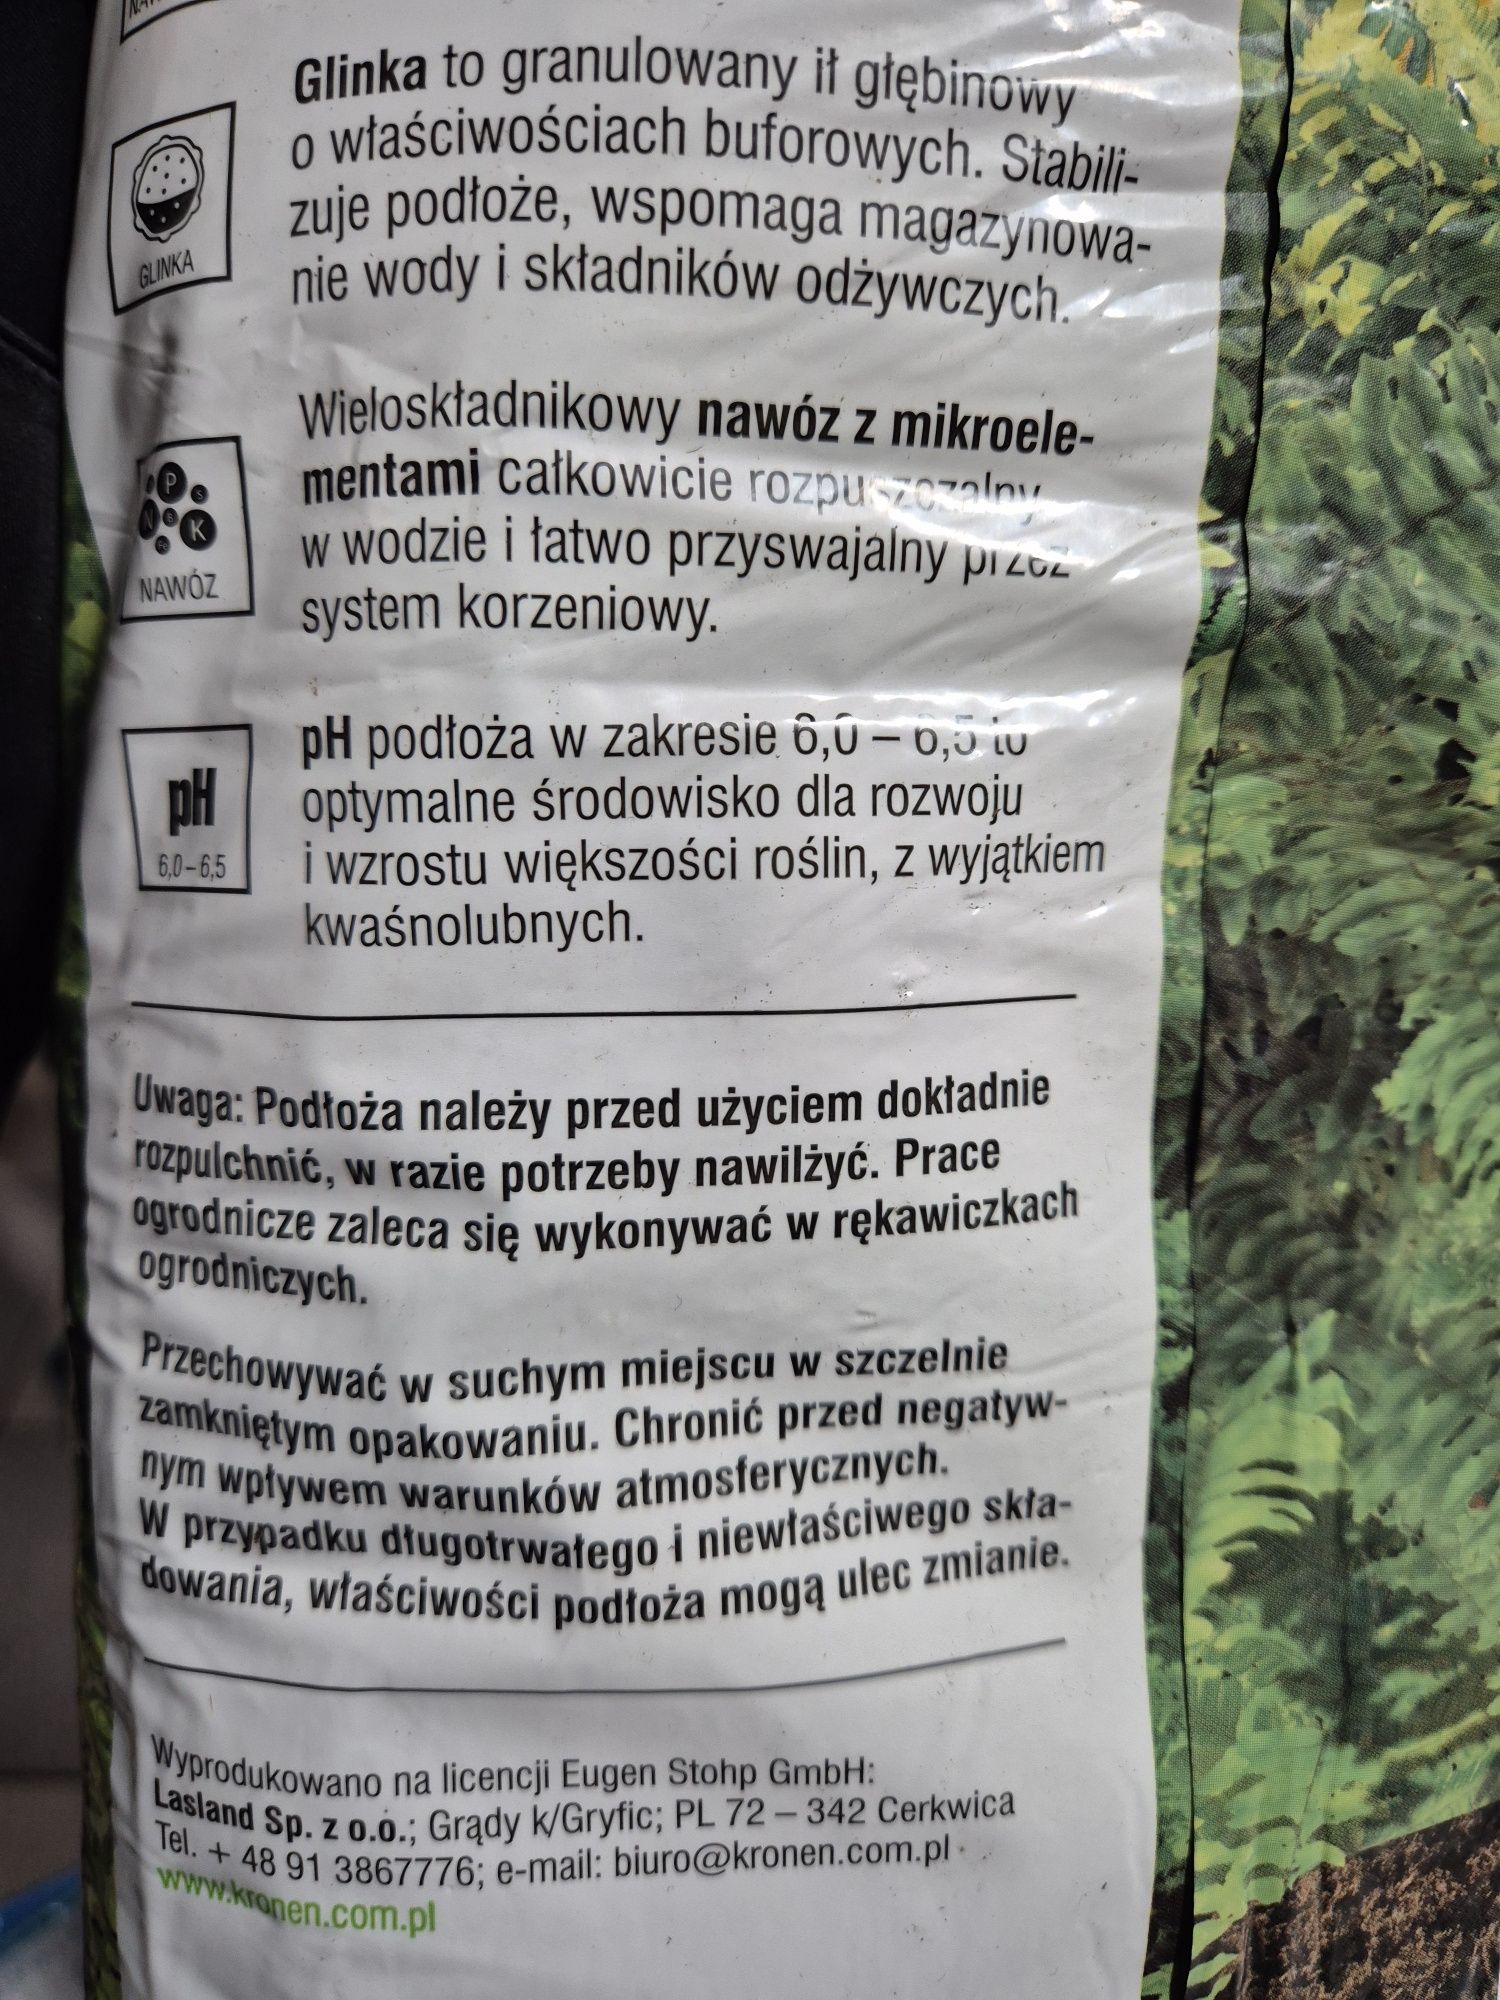 Glinka to granulowany ił głębinowy
o właściwościach buforowych. Stabili-
zuje podłoże, wspomaga magazynowa-
nie wody i składników odżywczych.
GLINKA
Wieloskładnikowy nawóz z mikroele-
mentami całkowicie rozpuszczalny
w wodzie i łatwo przyswajalny przez
system korzeniowy.
P
S
N
K
NAWÓZ
pH podłoża w zakresie 6,0 – 6,5 to
optymalne środowisko dla rozwoju
i wzrostu większości roślin, z wyjątkiem
kwaśnolubnych.
pH
6,0–6,5
Uwaga: Podłoża należy przed użyciem dokładnie
rozpulchnić, w razie potrzeby nawilżyć. Prace
ogrodnicze zaleca się wykonywać w rękawiczkach
ogrodniczych.
Przechowywać w suchym miejscu w szczelnie
zamkniętym opakowaniu. Chronić przed negatyw-
nym wpływem warunków atmosferycznych.
W przypadku długotrwałego i niewłaściwego skła-
dowania, właściwości podłoża mogą ulec zmianie.
Wyprodukowano na licencji Eugen Stohp GmbH:
Lasland Sp. z o.o.; Grądy k/Gryfic; PL 72 – 342 Cerkwica
Tel. + 48 91 3867776; e-mail: biuro@kronen.com.pl
www.kronen.com.pl